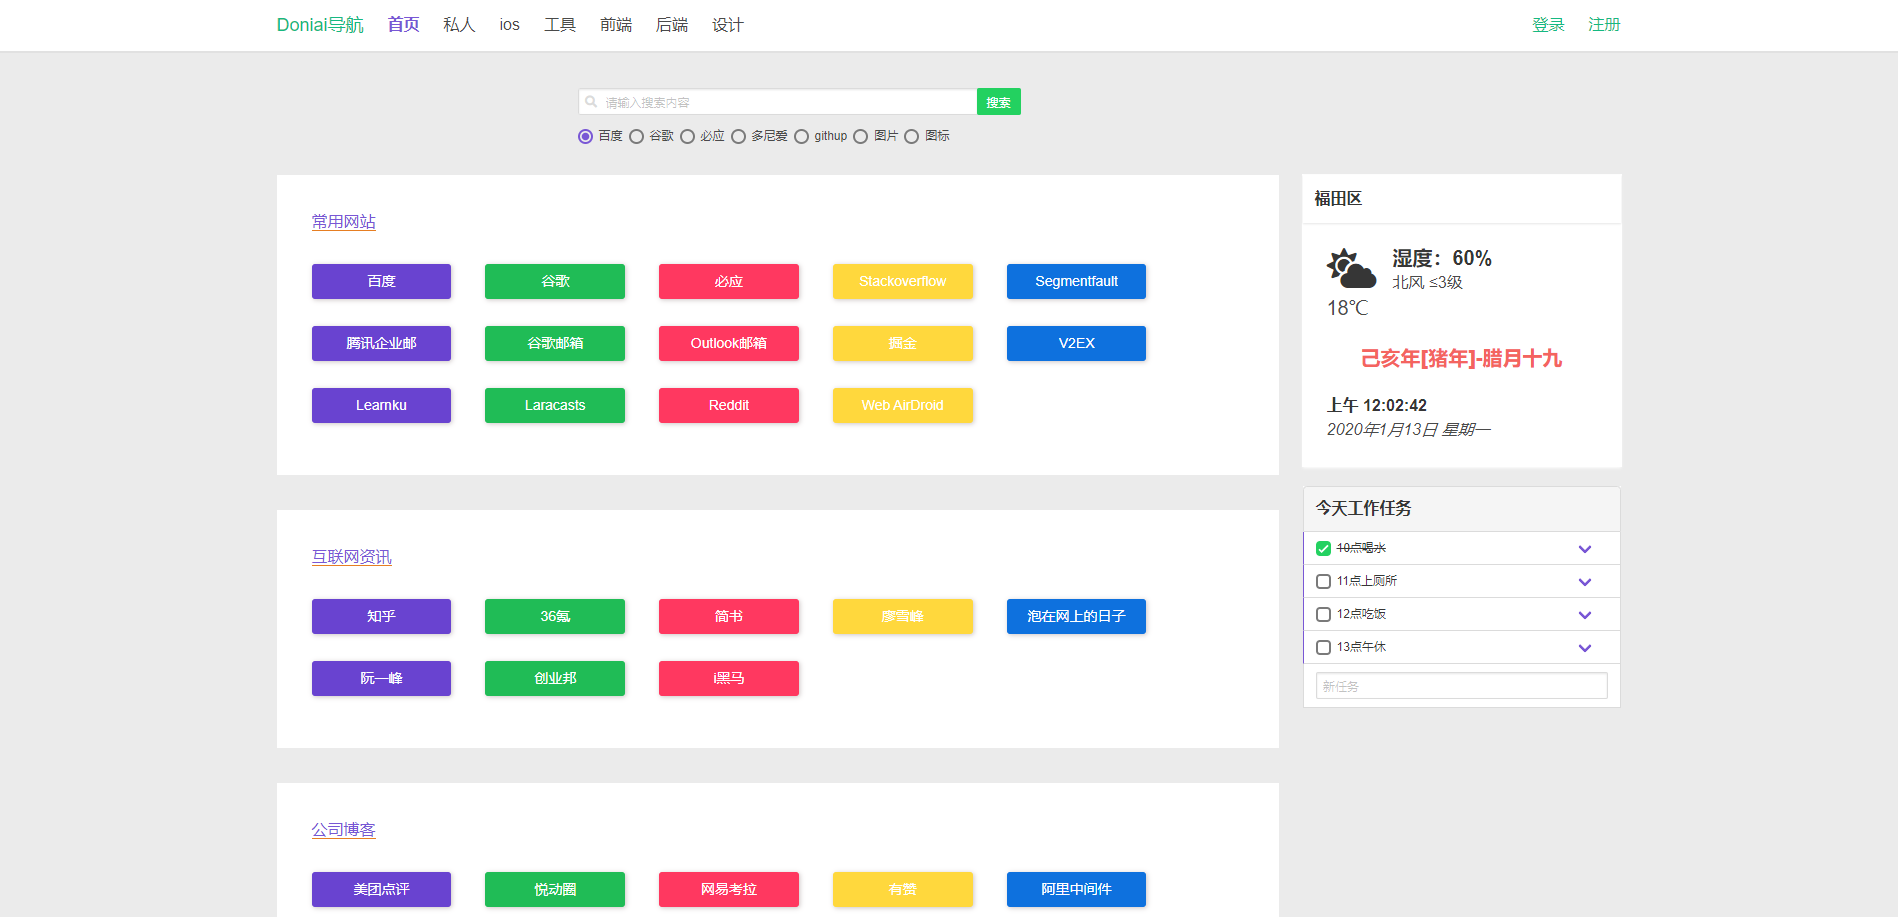 Doniai导航 首页 私人 ios 工具 前端 后端 设计 登录 注册
请输入搜索内容 搜索
百度 谷歌 必应 多尼爱 githup 图片 图标
常用网站
百度 谷歌 必应 Stackoverflow Segmentfault
腾讯企业邮 谷歌邮箱 Outlook邮箱 掘金 V2EX
Learnku Laracasts Reddit Web AirDroid
互联网资讯
知乎 36氪 简书 廖雪峰 泡在网上的日子
阮一峰 创业邦 i黑马
公司博客
美团点评 悦动圈 网易考拉 有赞 阿里中间件
福田区
湿度：60%
北风 ≤3级
18℃
己亥年[猪年]-腊月十九
上午 12:02:42
2020年1月13日 星期一
今天工作任务
10点喝水
11点上厕所
12点吃饭
13点午休
新任务